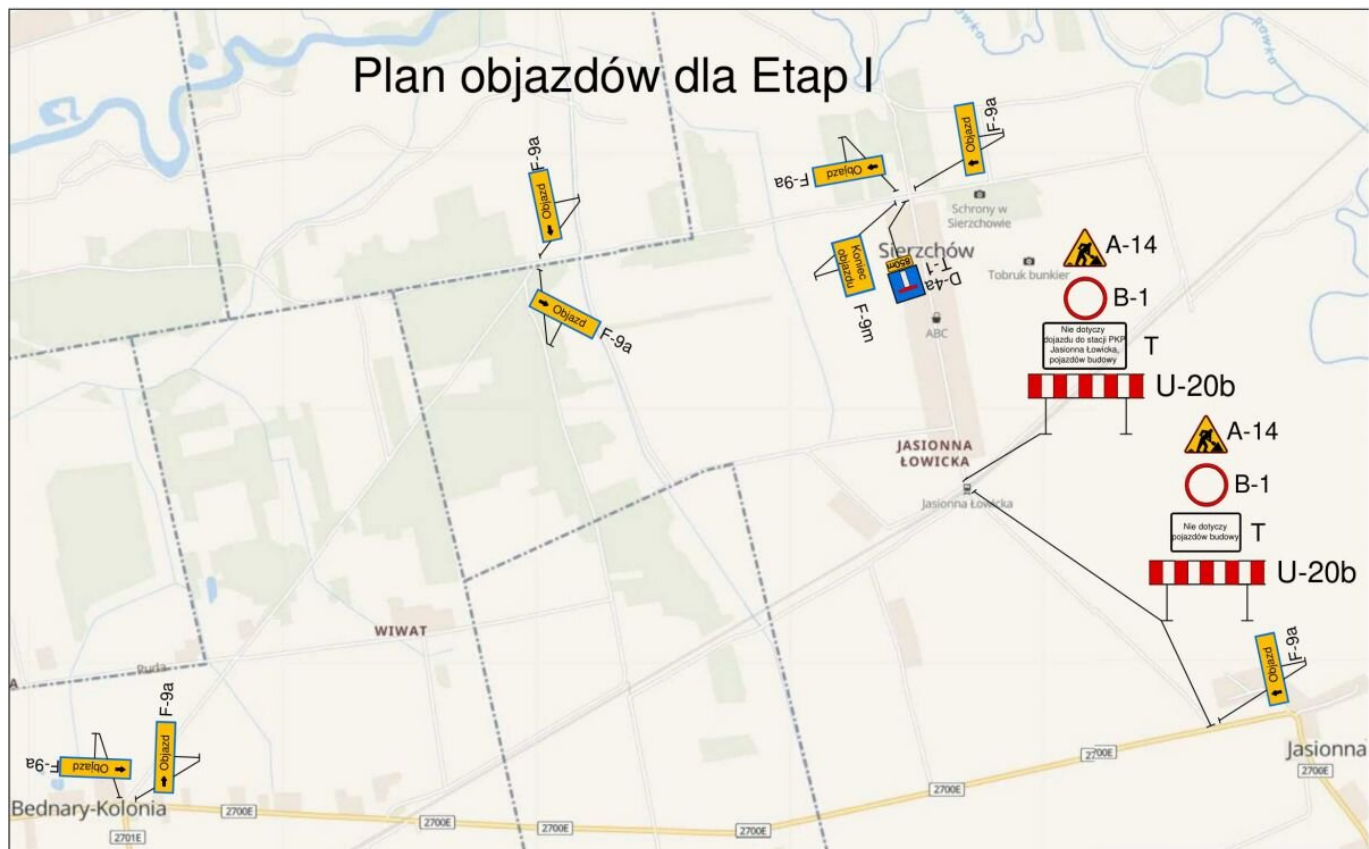 Plan objazdów dla Etap I
Rawka
Rawka
F-9a
Objazd
F-9a
Objazd
F-9a
Objazd
F-9a
Objazd
Schrony w
Sierzchowie
Sierzchów
Tobruk bunkier
Koniec
objazdu
F-9m
850m
T-1
D-4a
ABC
A-14
B-1
Nie dotyczy
dojazdu do stacji PKP
Jasionna Łowicka,
pojazdów budowy
T
U-20b
A-14
B-1
Nie dotyczy
pojazdów budowy
T
U-20b
JASIONNA
ŁOWICKA
Jasionna Łowicka
WIWAT
Ruda
A
F-9a
Objazd
F-9a
Objazd
F-9a
Objazd
Bednary-Kolonia
Jasionna
2700E
2700E
2700E
2700E
2700E
2700E
2700E
2701E